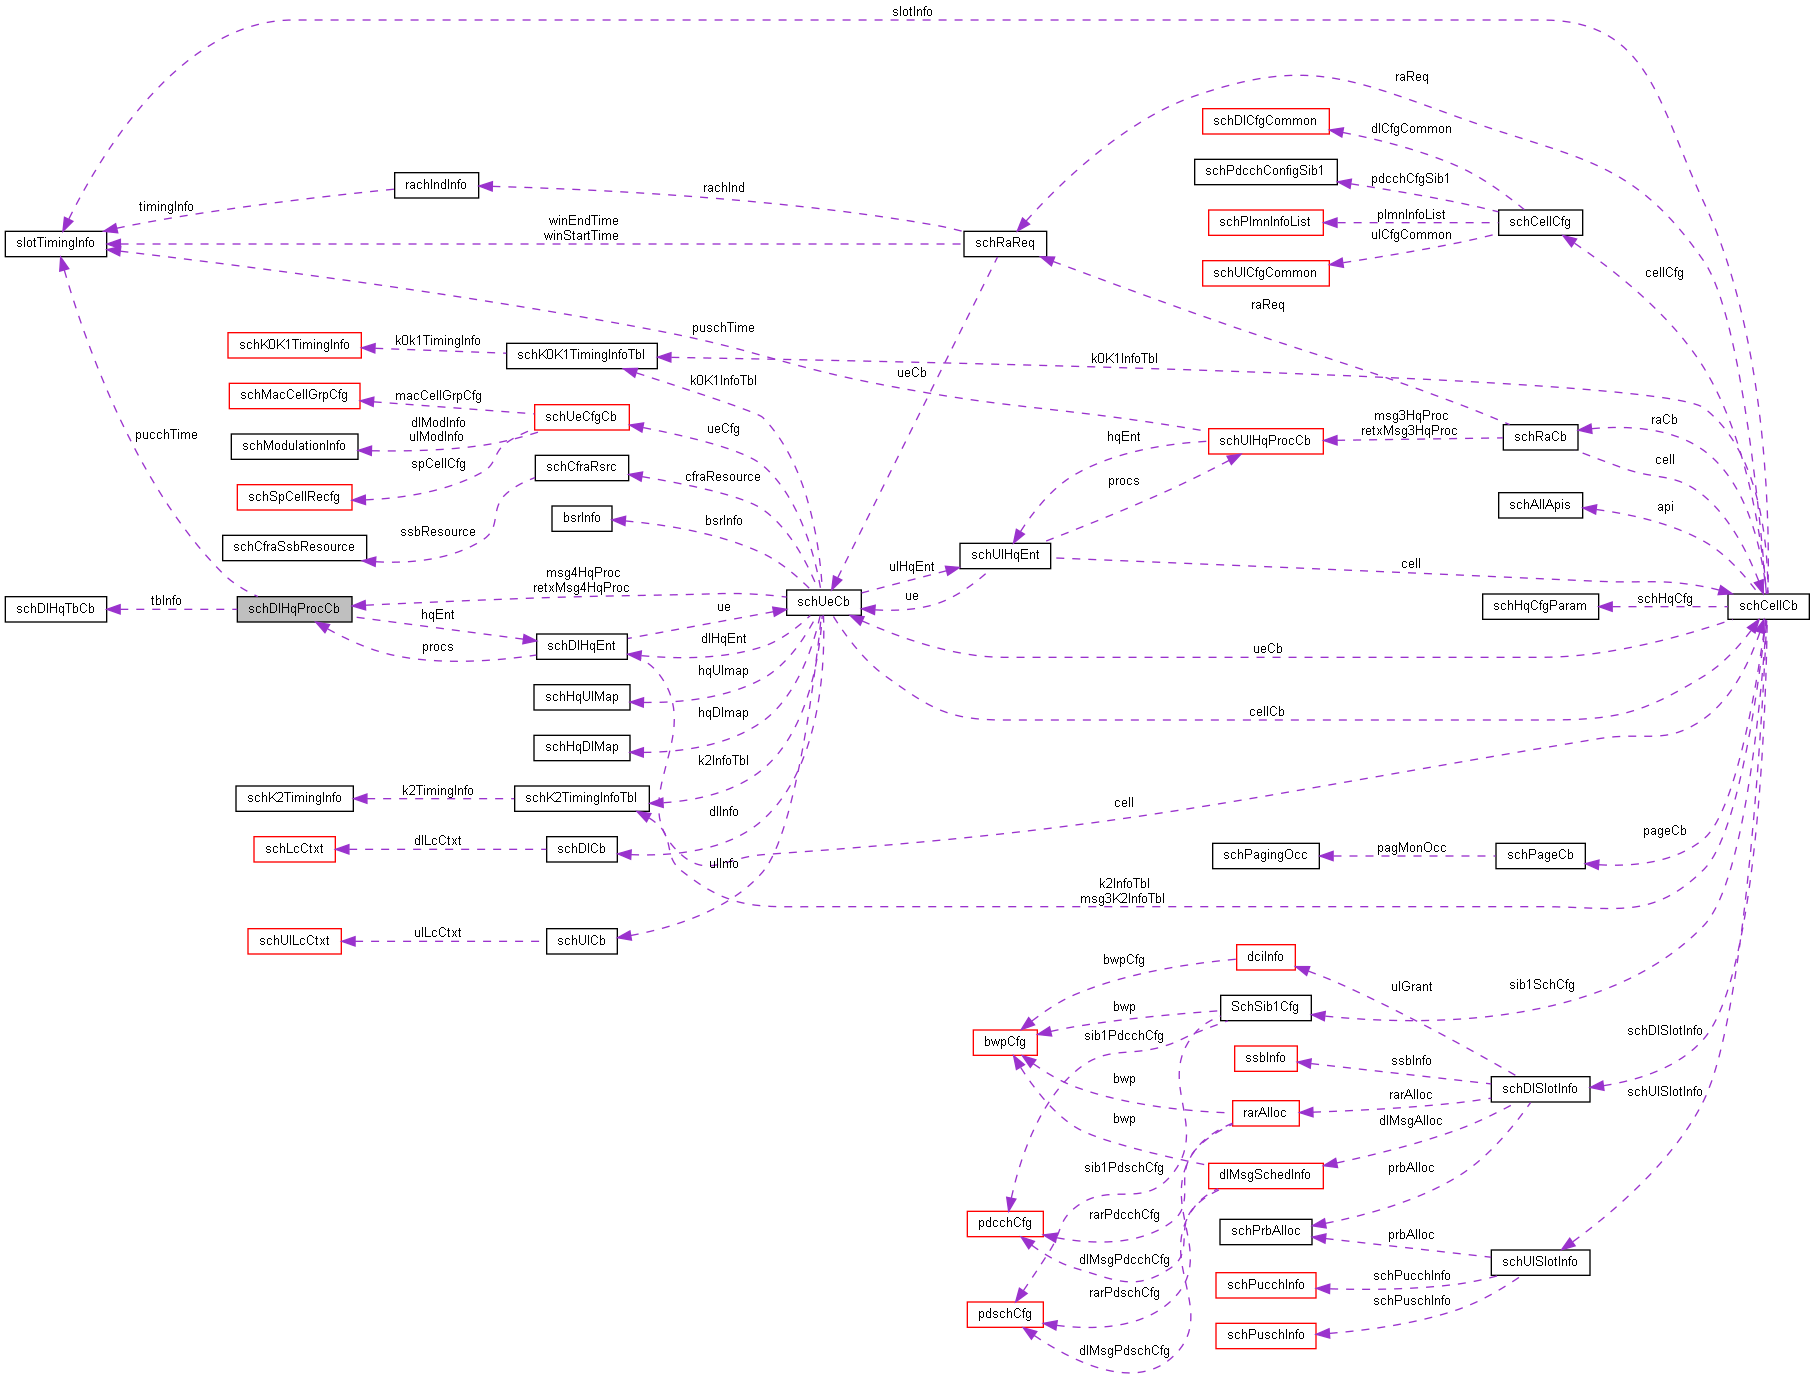 slotInfo
raReq
schDlCfgCommon
dlCfgCommon
schPdcchConfigSib1
pdcchCfgSib1
rachIndInfo
rachInd
timingInfo
schPlmnInfoList
plmnInfoList
schCellCfg
winEndTime
winStartTime
slotTimingInfo
schRaReq
ulCfgCommon
schUlCfgCommon
cellCfg
raReq
puschTime
schK0K1TimingInfo
k0k1TimingInfo
schK0K1TimingInfoTbl
k0K1InfoTbl
ueCb
k0K1InfoTbl
schMacCellGrpCfg
macCellGrpCfg
schUeCfgCb
dlModInfo
ulModInfo
schModulationInfo
ueCfg
msg3HqProc
retxMsg3HqProc
raCb
pucchTime
hqEnt
schUlHqProcCb
schRaCb
spCellCfg
cell
schCfraRsrc
cfraResource
procs
schSpCellRecfg
schAllApis
api
bsrInfo
bsrInfo
ssbResource
schCfraSsbResource
schUlHqEnt
ulHqEnt
cell
msg4HqProc
retxMsg4HqProc
ue
schDlHqTbCb
tbInfo
schDlHqProcCb
hqEnt
ue
schUeCb
schHqCfgParam
schHqCfg
schCellCb
procs
schDlHqEnt
dlHqEnt
ueCb
hqUlmap
schHqUlMap
hqDlmap
cellCb
schHqDlMap
k2InfoTbl
schK2TimingInfo
k2TimingInfo
schK2TimingInfoTbl
cell
dlInfo
pageCb
schLcCtxt
dlLcCtxt
schDlCb
ulInfo
schPagingOcc
pagMonOcc
schPageCb
k2InfoTbl
msg3K2InfoTbl
schUlLcCtxt
ulLcCtxt
schUlCb
bwpCfg
dciInfo
ulGrant
sib1SchCfg
bwp
SchSib1Cfg
sib1PdcchCfg
bwpCfg
schDlSlotInfo
ssbInfo
ssbInfo
bwp
schDlSlotInfo
rarAlloc
schUlSlotInfo
rarAlloc
bwp
dlMsgAlloc
sib1PdschCfg
dlMsgSchedInfo
prbAlloc
rarPdcchCfg
pdcchCfg
schPrbAlloc
prbAlloc
dlMsgPdcchCfg
schUlSlotInfo
schPucchInfo
schPucchInfo
rarPdschCfg
schPuschInfo
pdschCfg
schPuschInfo
dlMsgPdschCfg